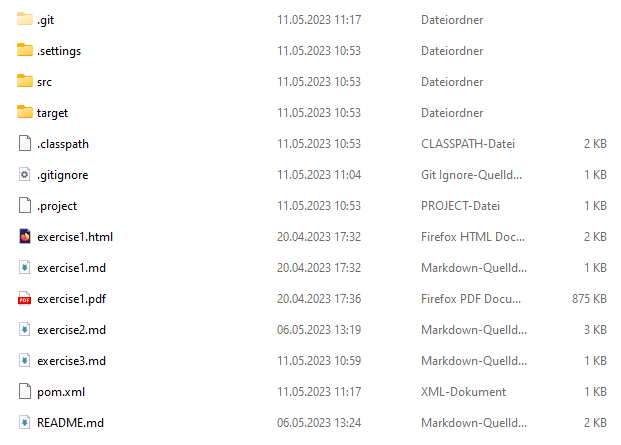 .git 11.05.2023 11:17 Dateiordner
.settings 11.05.2023 10:53 Dateiordner
src 11.05.2023 10:53 Dateiordner
target 11.05.2023 10:53 Dateiordner
.classpath 11.05.2023 10:53 CLASSPATH-Datei 2 KB
.gitignore 11.05.2023 11:04 Git Ignore-Quelld... 1 KB
.project 11.05.2023 10:53 PROJECT-Datei 1 KB
exercise1.html 20.04.2023 17:32 Firefox HTML Doc... 2 KB
exercise1.md 20.04.2023 17:32 Markdown-Quelld... 1 KB
PDF exercise1.pdf 20.04.2023 17:36 Firefox PDF Docu... 875 KB
exercise2.md 06.05.2023 13:19 Markdown-Quelld... 3 KB
exercise3.md 11.05.2023 10:59 Markdown-Quelld... 1 KB
pom.xml 11.05.2023 11:17 XML-Dokument 1 KB
README.md 06.05.2023 13:24 Markdown-Quelld... 1 KB